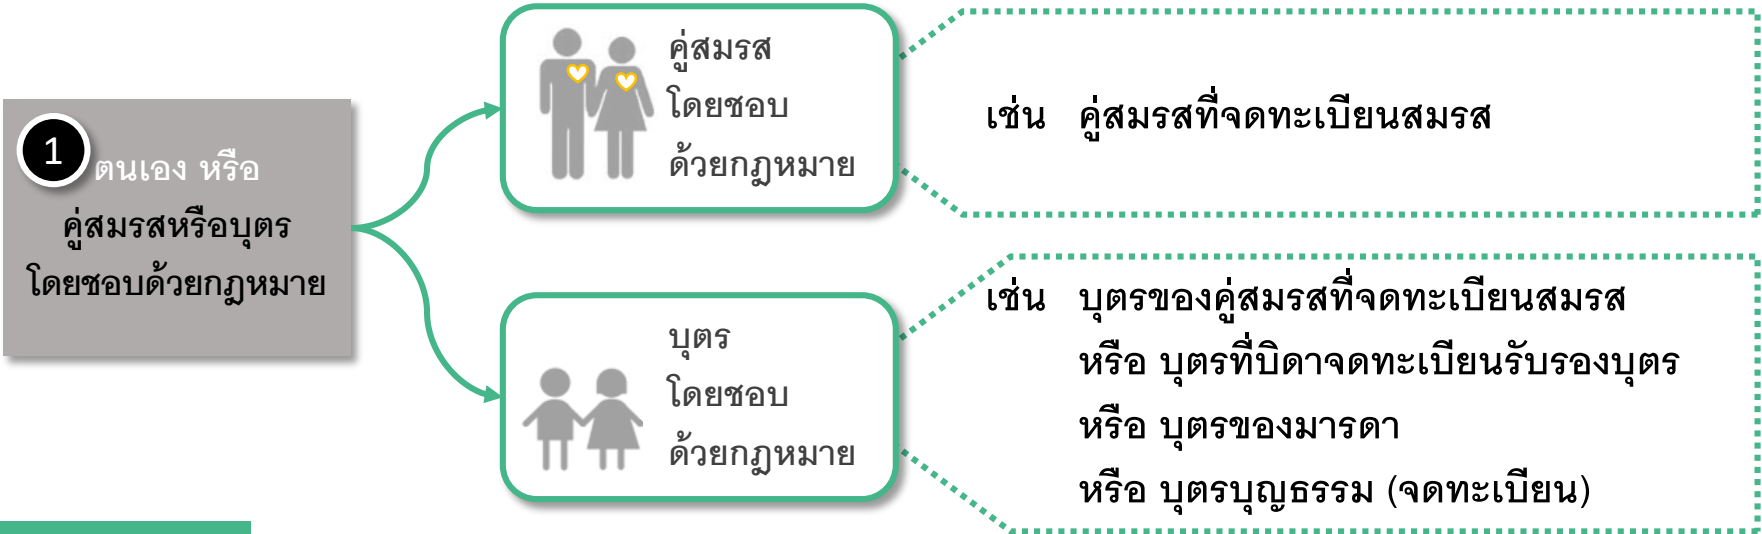 1
ตนเอง หรือ
คู่สมรสหรือบุตร
โดยชอบด้วยกฎหมาย
คู่สมรส
โดยชอบ
ด้วยกฎหมาย
เช่น คู่สมรสที่จดทะเบียนสมรส
บุตร
โดยชอบ
ด้วยกฎหมาย
เช่น บุตรของคู่สมรสที่จดทะเบียนสมรส
หรือ บุตรที่บิดาจดทะเบียนรับรองบุตร
หรือ บุตรของมารดา
หรือ บุตรบุญธรรม (จดทะเบียน)